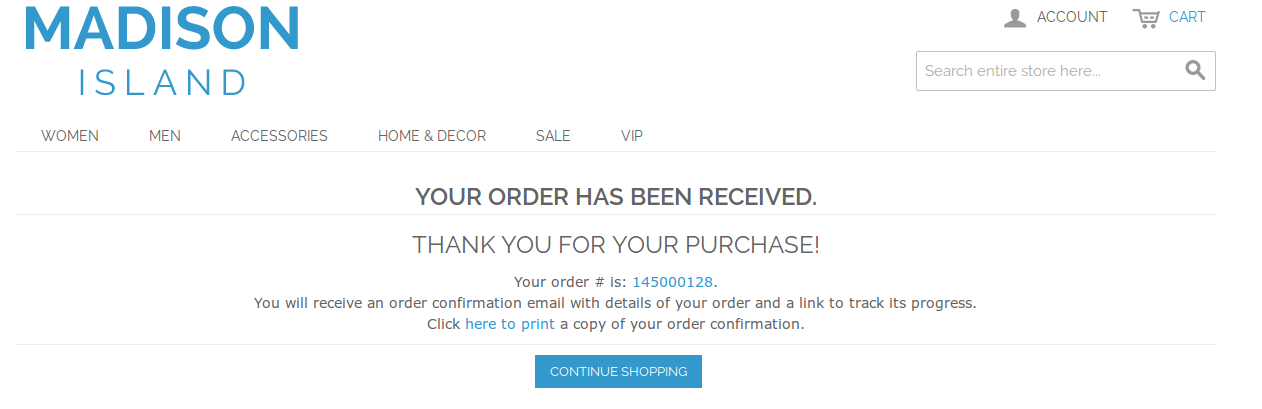 MADISON
ISLAND
ACCOUNT CART
Search entire store here...
WOMEN MEN ACCESSORIES HOME & DECOR SALE VIP
YOUR ORDER HAS BEEN RECEIVED.
THANK YOU FOR YOUR PURCHASE!
Your order # is: 145000128.
You will receive an order confirmation email with details of your order and a link to track its progress.
Click here to print a copy of your order confirmation.
CONTINUE SHOPPING